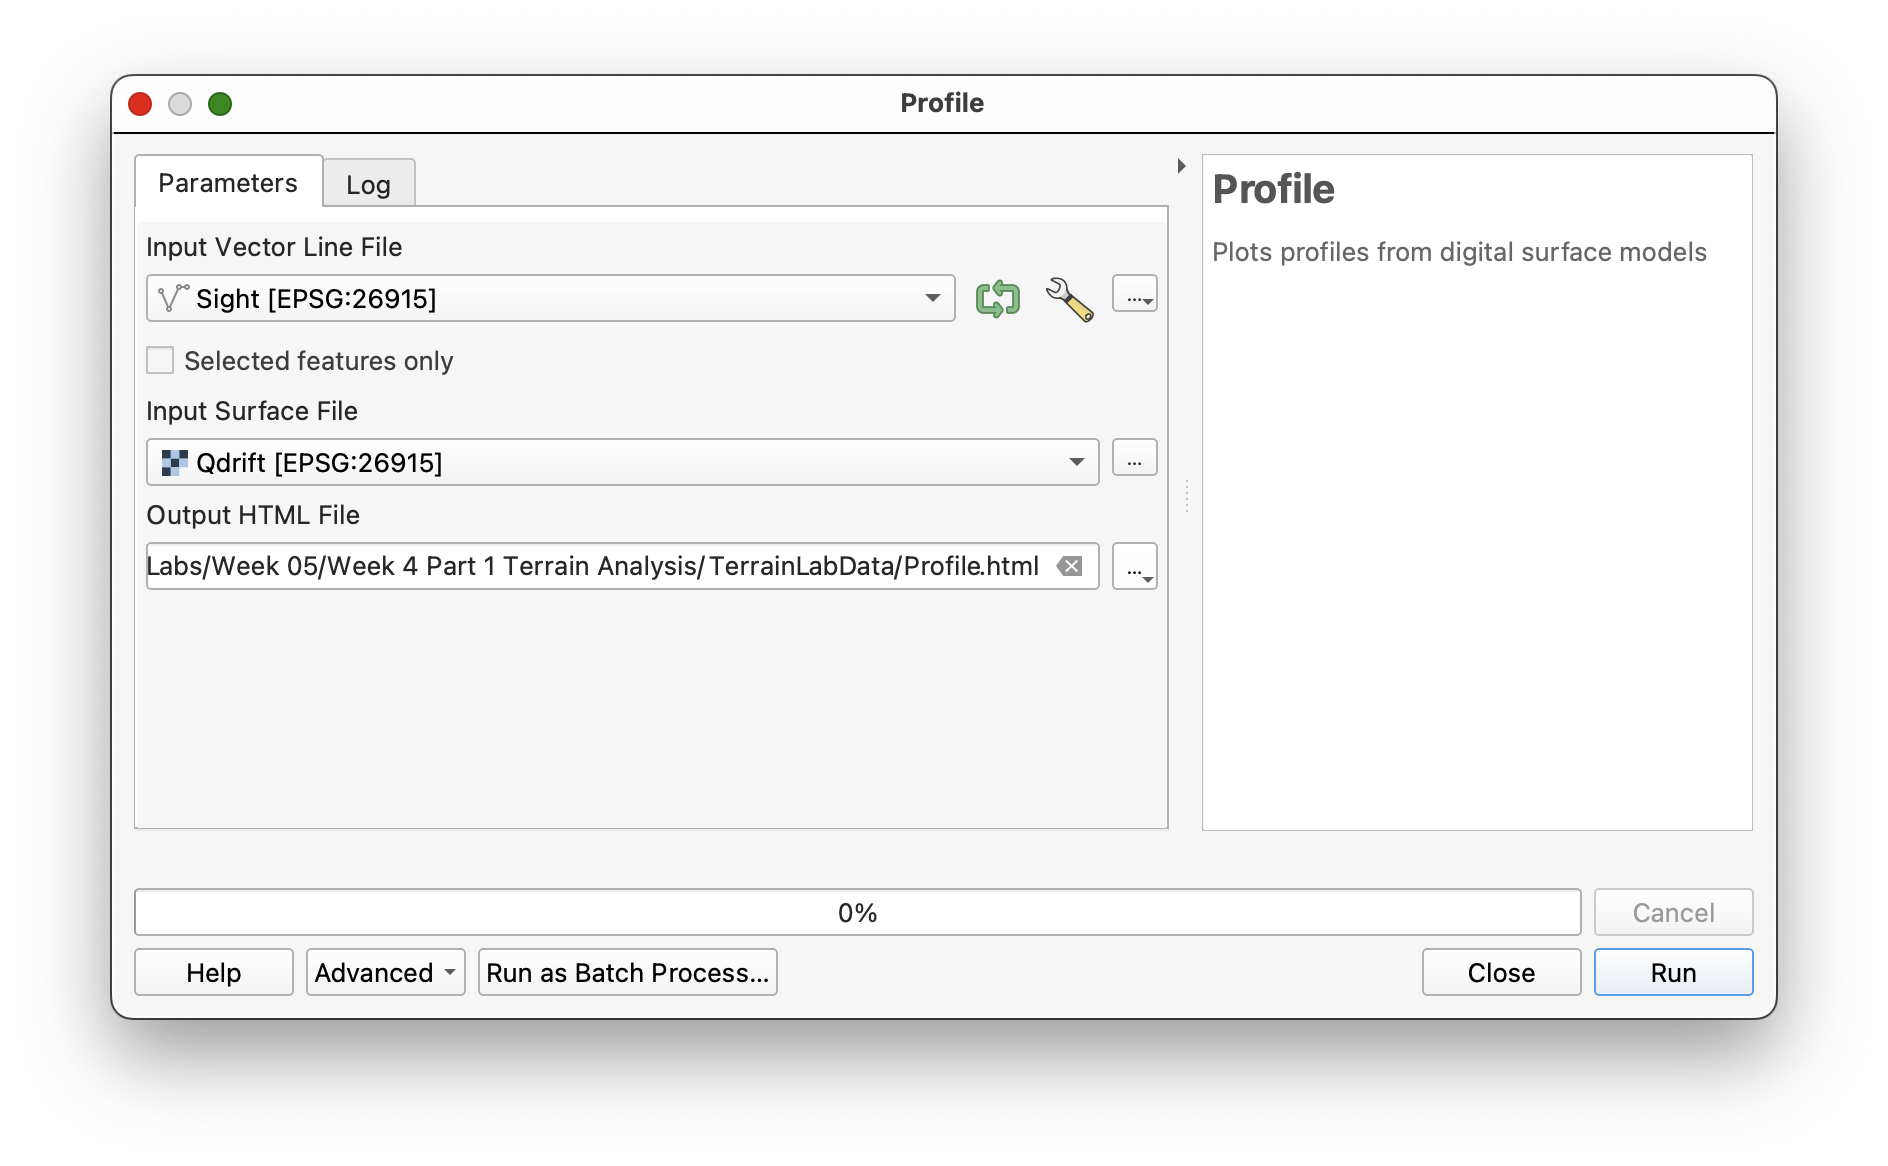 Profile
Parameters
Log
Input Vector Line File
Sight [EPSG:26915]
...
Selected features only
Input Surface File
Qdrift [EPSG:26915]
...
Output HTML File
Labs/Week 05/Week 4 Part 1 Terrain Analysis/TerrainLabData/Profile.html
...
Profile
Plots profiles from digital surface models
0%
Cancel
Help
Advanced
Run as Batch Process...
Close
Run